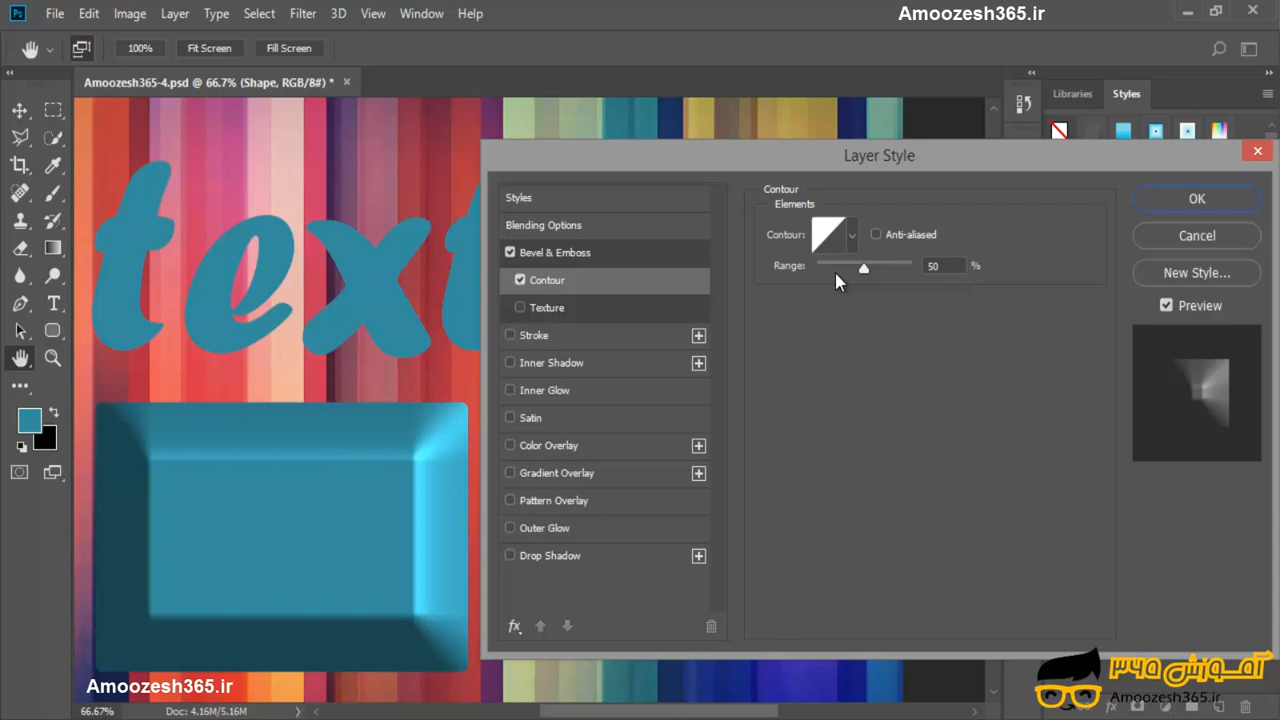 Ps File Edit Image Layer Type Select Filter 3D View Window Help
Amoozesh365.ir
100% Fit Screen Fill Screen
Amoozesh365-4.psd @ 66.7% (Shape, RGB/8#) *
Libraries Styles
Layer Style
text
Styles
Blending Options
Bevel & Emboss
Contour
Texture
Stroke
Inner Shadow
Inner Glow
Satin
Color Overlay
Gradient Overlay
Pattern Overlay
Outer Glow
Drop Shadow
fx
Contour
Elements
Contour: Anti-aliased
Range: 50 %
OK
Cancel
New Style...
Preview
Amoozesh365.ir
آموزش ۳۶۵
Amoozesh365.ir
66.67% Doc: 4.16M/5.16M